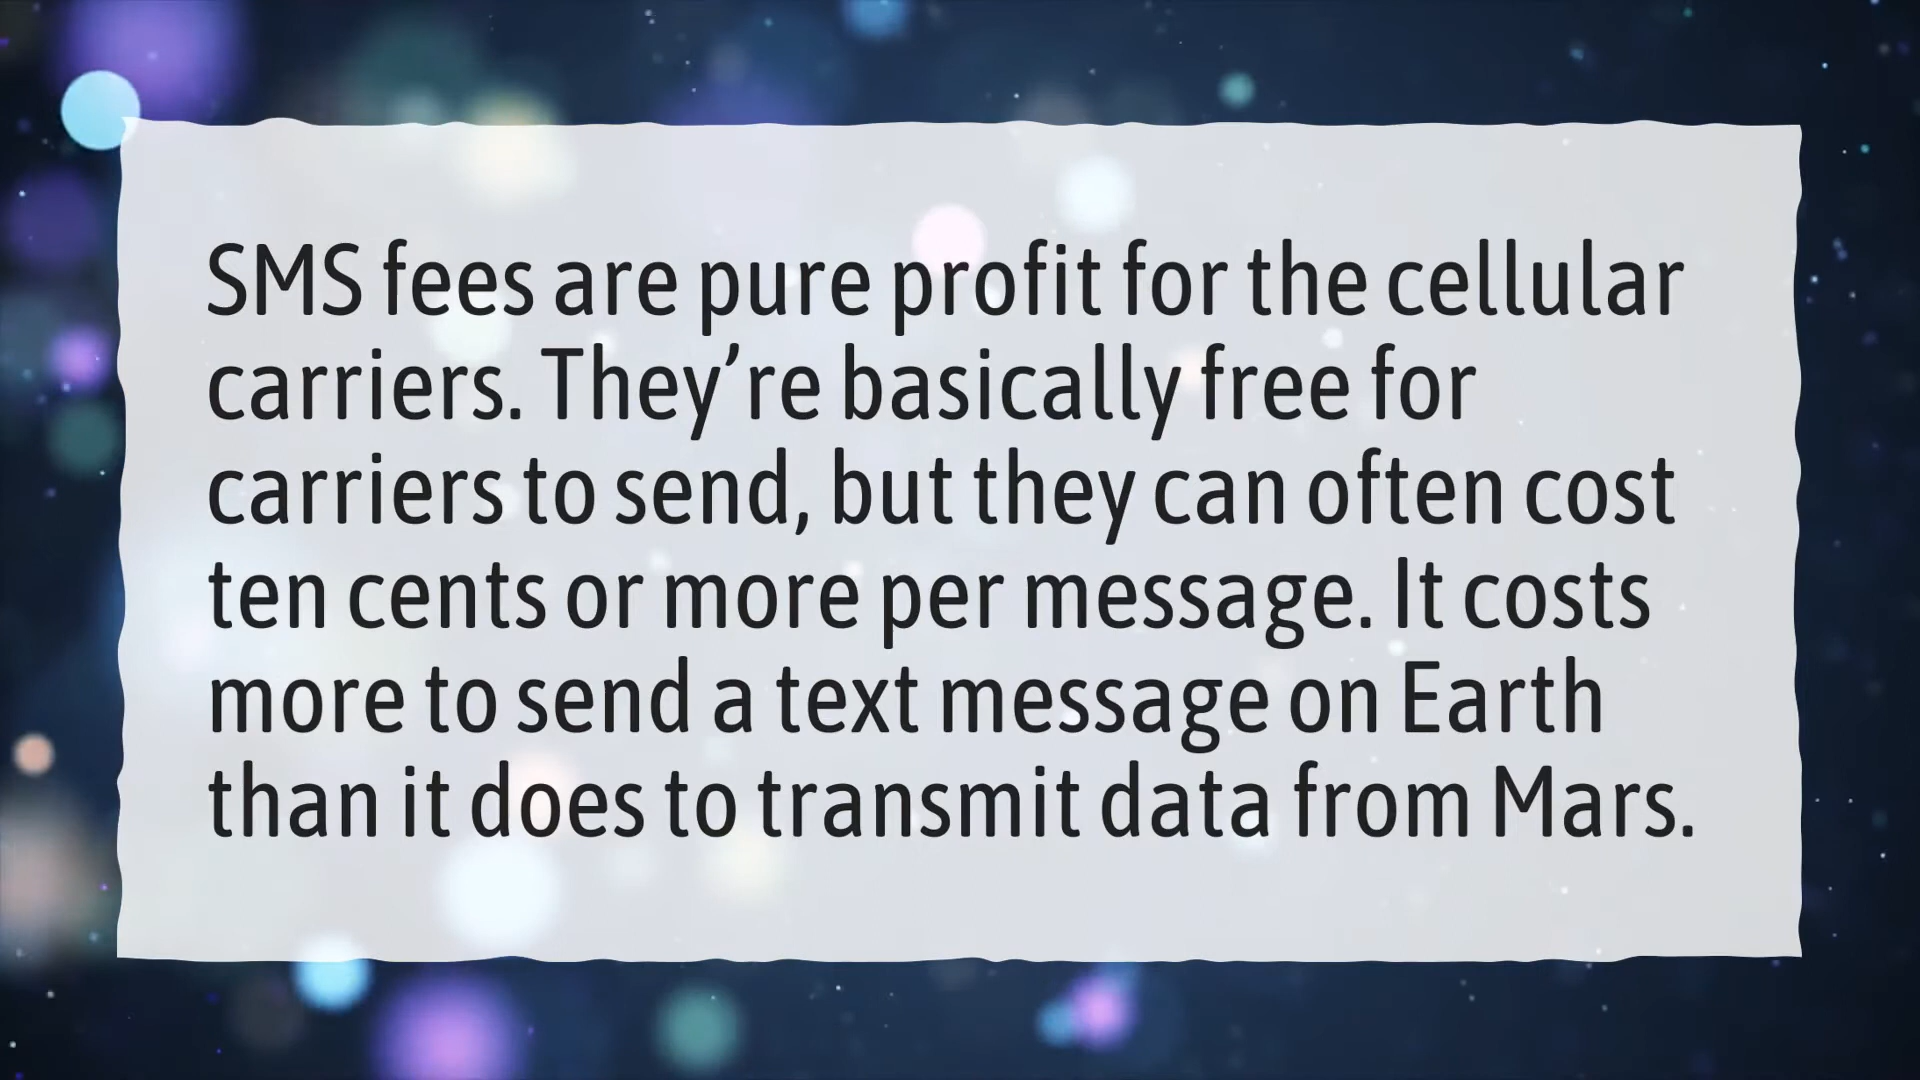 SMS fees are pure profit for the cellular
carriers. They’re basically free for
carriers to send, but they can often cost
ten cents or more per message. It costs
more to send a text message on Earth
than it does to transmit data from Mars.